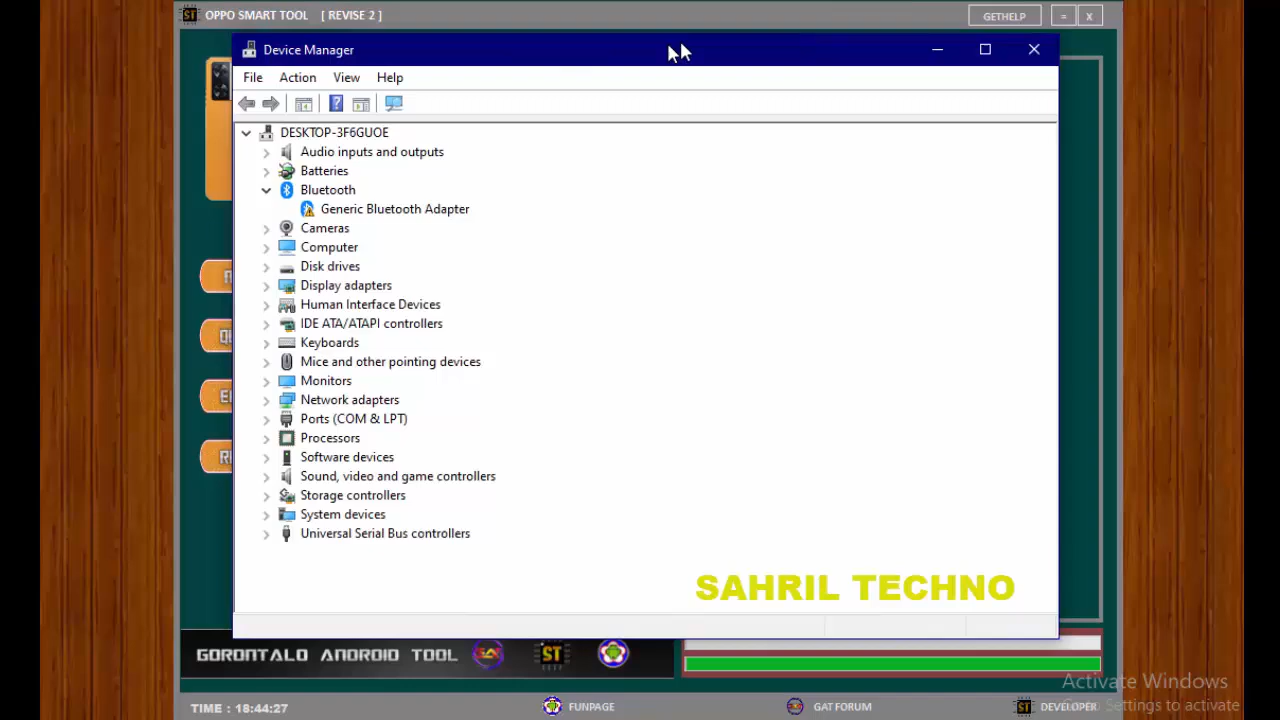 OPPO SMART TOOL [ REVISE 2 ]
GETHELP
=
X
Device Manager
File Action View Help
DESKTOP-3F6GUOE
Audio inputs and outputs
Batteries
Bluetooth
Generic Bluetooth Adapter
Cameras
Computer
Disk drives
Display adapters
Human Interface Devices
IDE ATA/ATAPI controllers
Keyboards
Mice and other pointing devices
Monitors
Network adapters
Ports (COM & LPT)
Processors
Software devices
Sound, video and game controllers
Storage controllers
System devices
Universal Serial Bus controllers
SAHRIL TECHNO
GORONTALO ANDROID TOOL
ST
Activate Windows
Settings to activate
TIME : 18:44:27
FUNPAGE
GAT FORUM
DEVELOPER